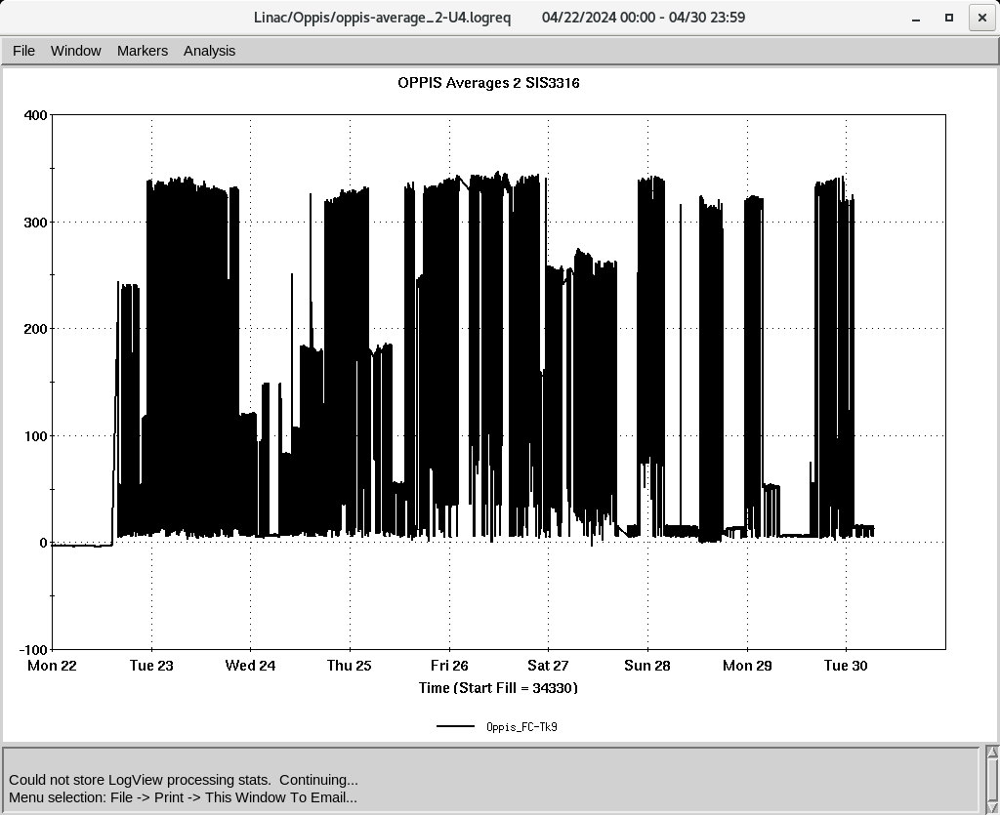 Linac/Oppis/oppis-average_2-U4.logreq 04/22/2024 00:00 - 04/30 23:59
File Window Markers Analysis
OPPIS Averages 2 SIS3316
400
300
200
100
0
-100
Mon 22 Tue 23 Wed 24 Thu 25 Fri 26 Sat 27 Sun 28 Mon 29 Tue 30
Time (Start Fill = 34330)
Oppis_FC-Tk9
Could not store LogView processing stats. Continuing...
Menu selection: File -> Print -> This Window To Email...